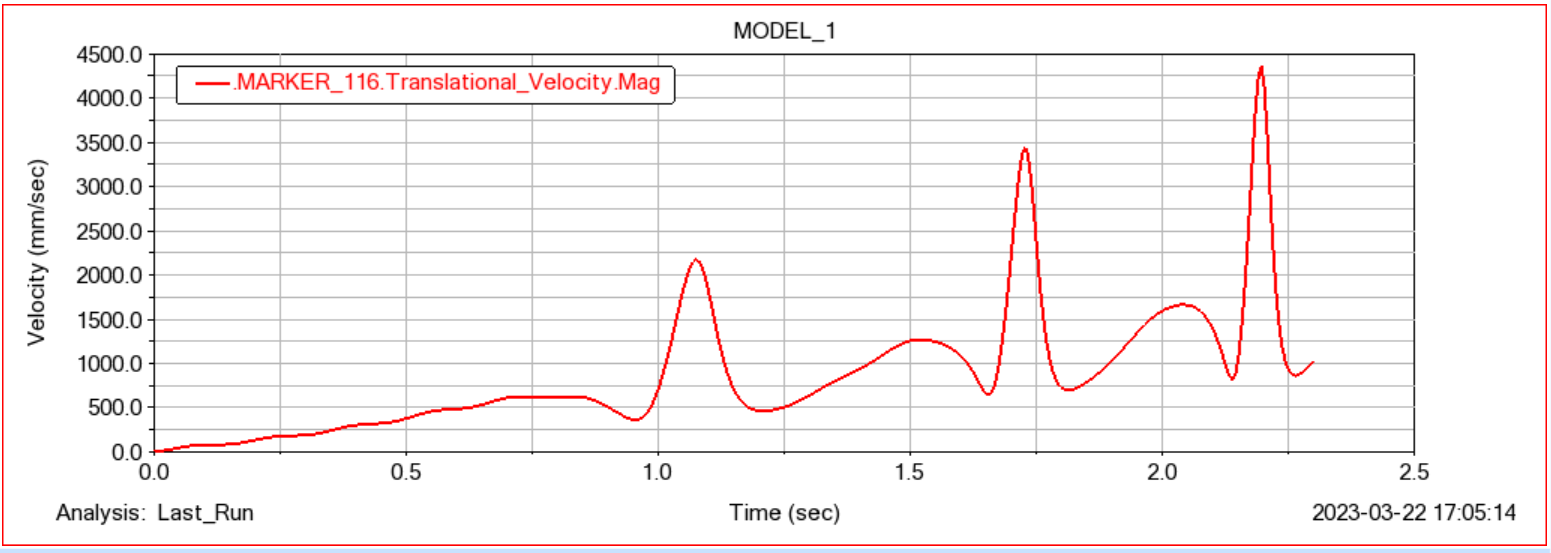 MODEL_1
.MARKER_116.Translational_Velocity.Mag
Velocity (mm/sec)
4500.0
4000.0
3500.0
3000.0
2500.0
2000.0
1500.0
1000.0
500.0
0.0
0.0 0.5 1.0 1.5 2.0 2.5
Analysis: Last_Run Time (sec) 2023-03-22 17:05:14